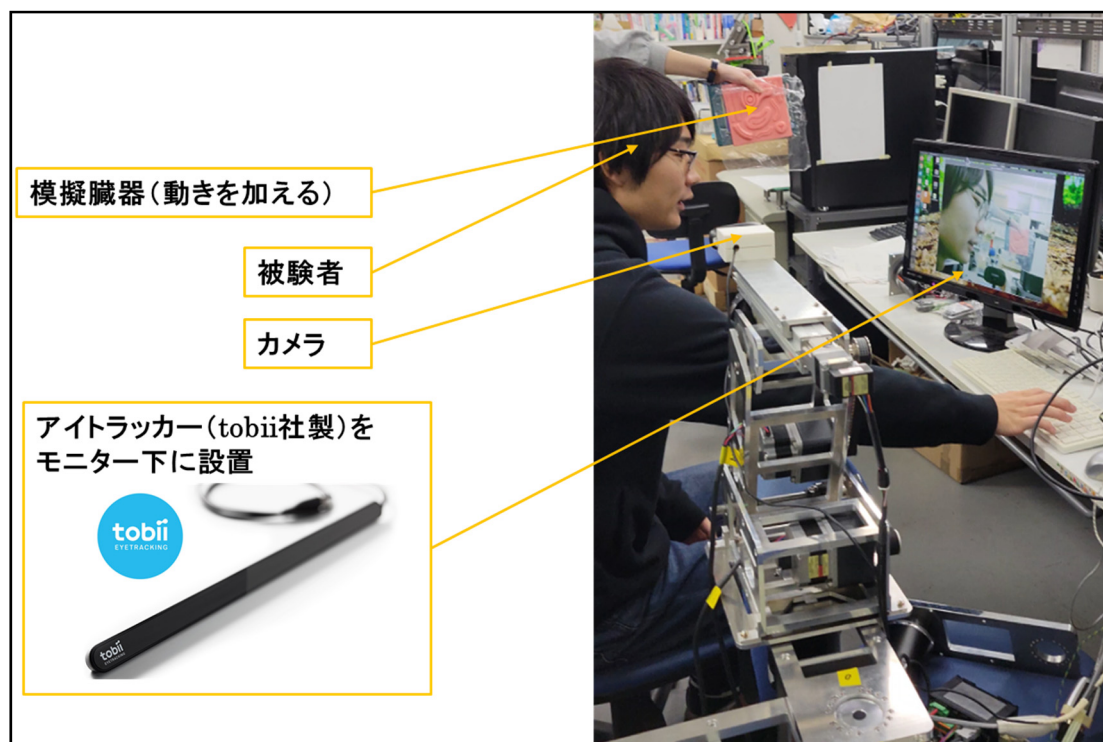 模擬臓器(動きを加える)
被験者
カメラ
アイトラッカー(tobii社製)を
モニター下に設置
tobii
EYETRACKING
tobii
EYETRACKING